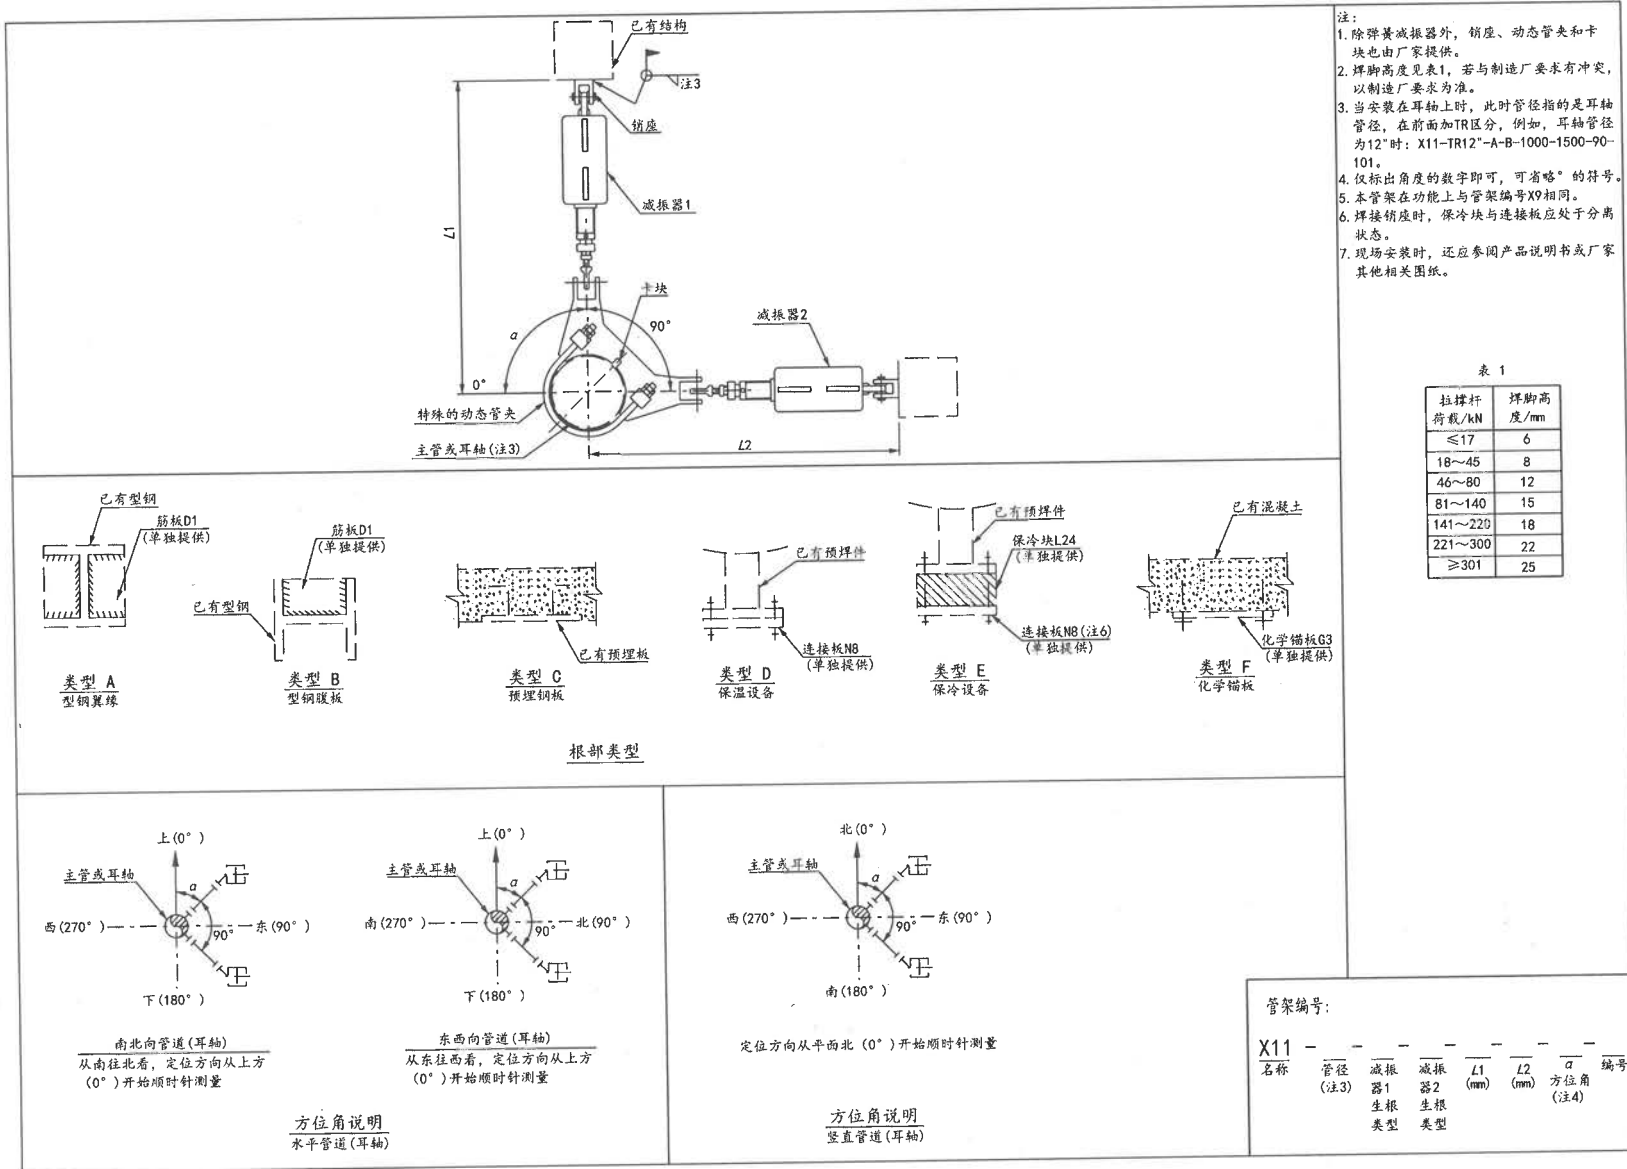 已有结构
注3
销座
减振器1
L1
卡块
减振器2
α
90°
0°
特殊的动态管夹
主管或耳轴(注3)
L2
注:
1. 除弹簧减振器外, 销座、动态管夹和卡
块也由厂家提供。
2. 焊脚高度见表1, 若与制造厂要求有冲突,
以制造厂要求为准。
3. 当安装在耳轴上时, 此时管径指的是耳轴
管径, 在前面加TR区分, 例如, 耳轴管径
为12"时: X11-TR12"-A-B-1000-1500-90-
101。
4. 仅标出角度的数字即可, 可省略°的符号。
5. 本管架在功能上与管架编号X9相同。
6. 焊接销座时, 保冷块与连接板应处于分离
状态。
7. 现场安装时, 还应参阅产品说明书或厂家
其他相关图纸。
表 1
拉撑杆 焊脚高
荷载/kN 度/mm
≤17 6
18～45 8
46～80 12
81～140 15
141～220 18
221～300 22
≥301 25
已有型钢
筋板D1
(单独提供)
类型 A
型钢翼缘
筋板D1
(单独提供)
已有型钢
类型 B
型钢腹板
已有预埋板
类型 C
预埋钢板
已有预焊件
连接板N8
(单独提供)
类型 D
保温设备
已有预焊件
保冷块L24
(单独提供)
连接板N8(注6)
(单独提供)
类型 E
保冷设备
已有混凝土
化学锚板G3
(单独提供)
类型 F
化学锚板
根部类型
上(0°)
主管或耳轴
α
西(270°)
90°
东(90°)
下(180°)
南北向管道(耳轴)
从南往北看, 定位方向从上方
(0°)开始顺时针测量
上(0°)
主管或耳轴
α
南(270°)
90°
北(90°)
下(180°)
东西向管道(耳轴)
从东往西看, 定位方向从上方
(0°)开始顺时针测量
方位角说明
水平管道(耳轴)
北(0°)
主管或耳轴
α
西(270°)
90°
东(90°)
南(180°)
定位方向从平面北 (0°)开始顺时针测量
方位角说明
竖直管道(耳轴)
管架编号:
X11 - - - - - - -
名称 管径 减振 减振 L1 L2 α 编号
(注3) 器1 器2 (mm) (mm) 方位角
生根 生根 (注4)
类型 类型